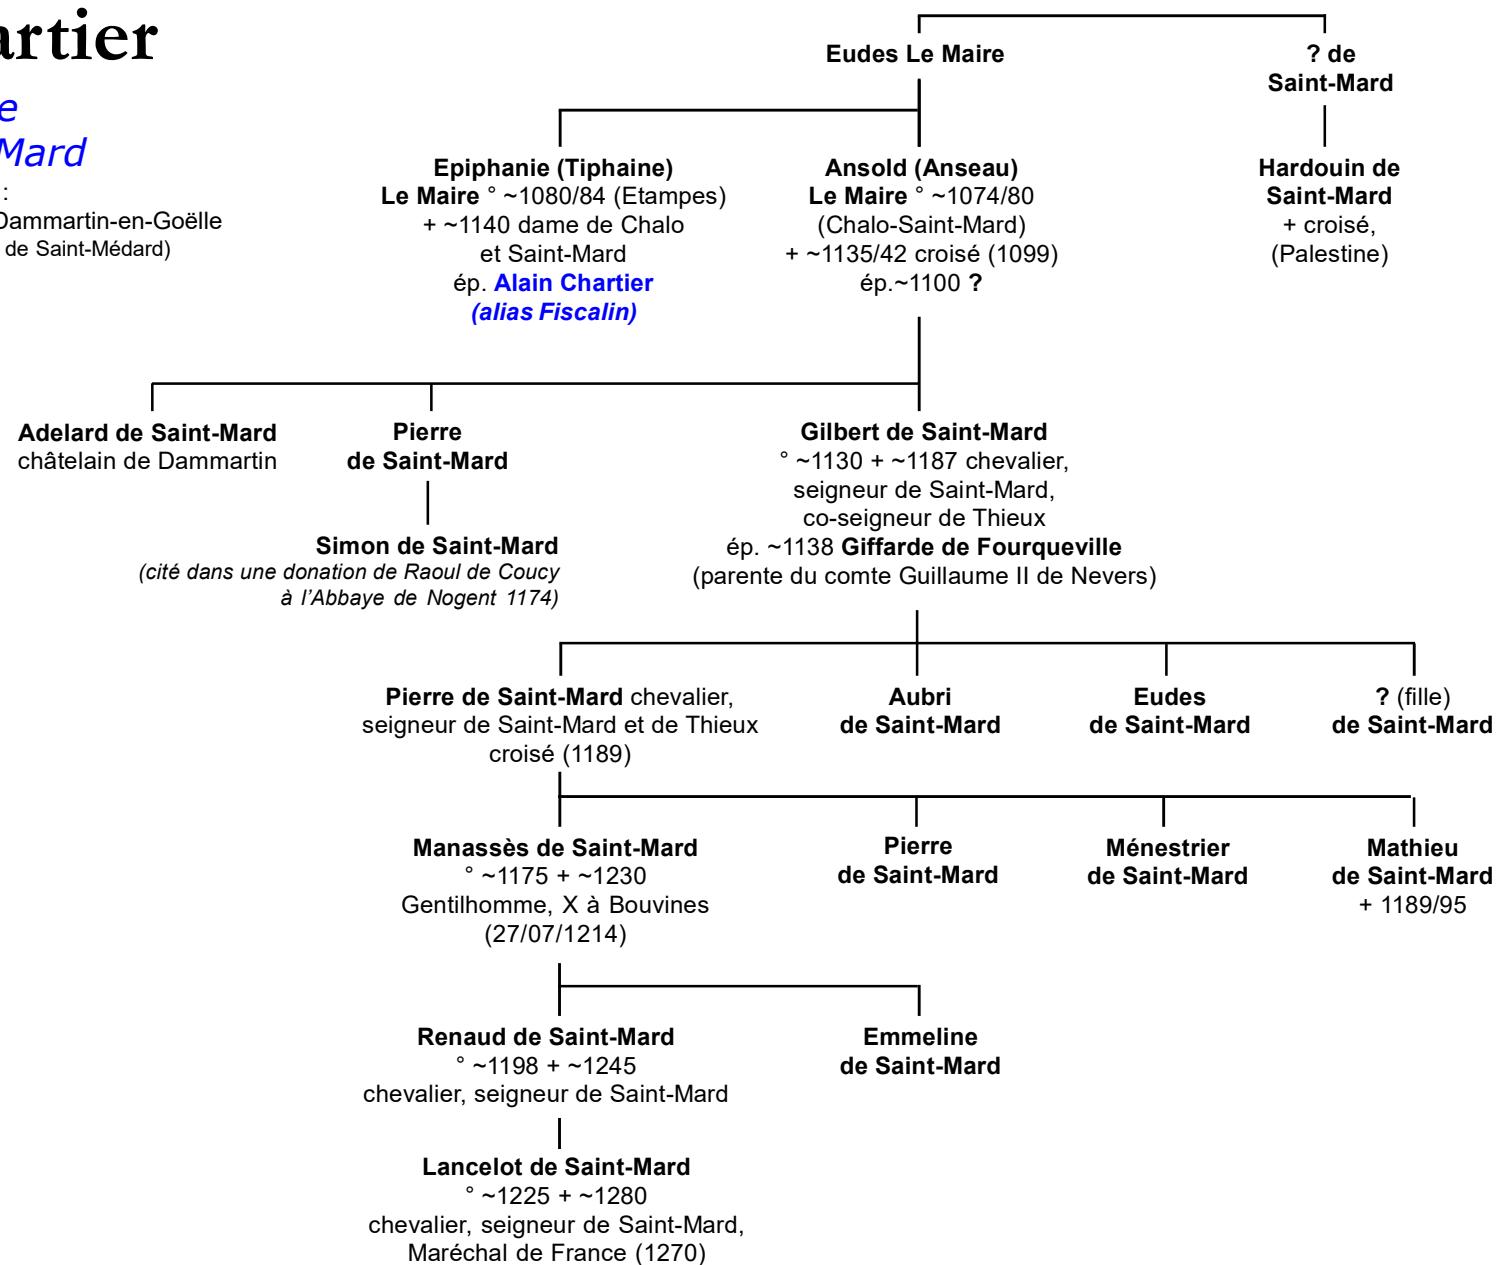 artier
e
Mard
:
Dammartin-en-Goëlle
de Saint-Médard)
Eudes Le Maire
? de
Saint-Mard
Epiphanie (Tiphaine)
Le Maire ° ~1080/84 (Etampes)
+ ~1140 dame de Chalo
et Saint-Mard
ép. Alain Chartier
(alias Fiscalin)
Ansold (Anseau)
Le Maire ° ~1074/80
(Chalo-Saint-Mard)
+ ~1135/42 croisé (1099)
ép.~1100 ?
Hardouin de
Saint-Mard
+ croisé,
(Palestine)
Adelard de Saint-Mard
châtelain de Dammartin
Pierre
de Saint-Mard
Gilbert de Saint-Mard
° ~1130 + ~1187 chevalier,
seigneur de Saint-Mard,
co-seigneur de Thieux
ép. ~1138 Giffarde de Fourqueville
(parente du comte Guillaume II de Nevers)
Simon de Saint-Mard
(cité dans une donation de Raoul de Coucy
à l'Abbaye de Nogent 1174)
Pierre de Saint-Mard chevalier,
seigneur de Saint-Mard et de Thieux
croisé (1189)
Aubri
de Saint-Mard
Eudes
de Saint-Mard
? (fille)
de Saint-Mard
Manassès de Saint-Mard
° ~1175 + ~1230
Gentilhomme, X à Bouvines
(27/07/1214)
Pierre
de Saint-Mard
Ménestrier
de Saint-Mard
Mathieu
de Saint-Mard
+ 1189/95
Renaud de Saint-Mard
° ~1198 + ~1245
chevalier, seigneur de Saint-Mard
Emmeline
de Saint-Mard
Lancelot de Saint-Mard
° ~1225 + ~1280
chevalier, seigneur de Saint-Mard,
Maréchal de France (1270)